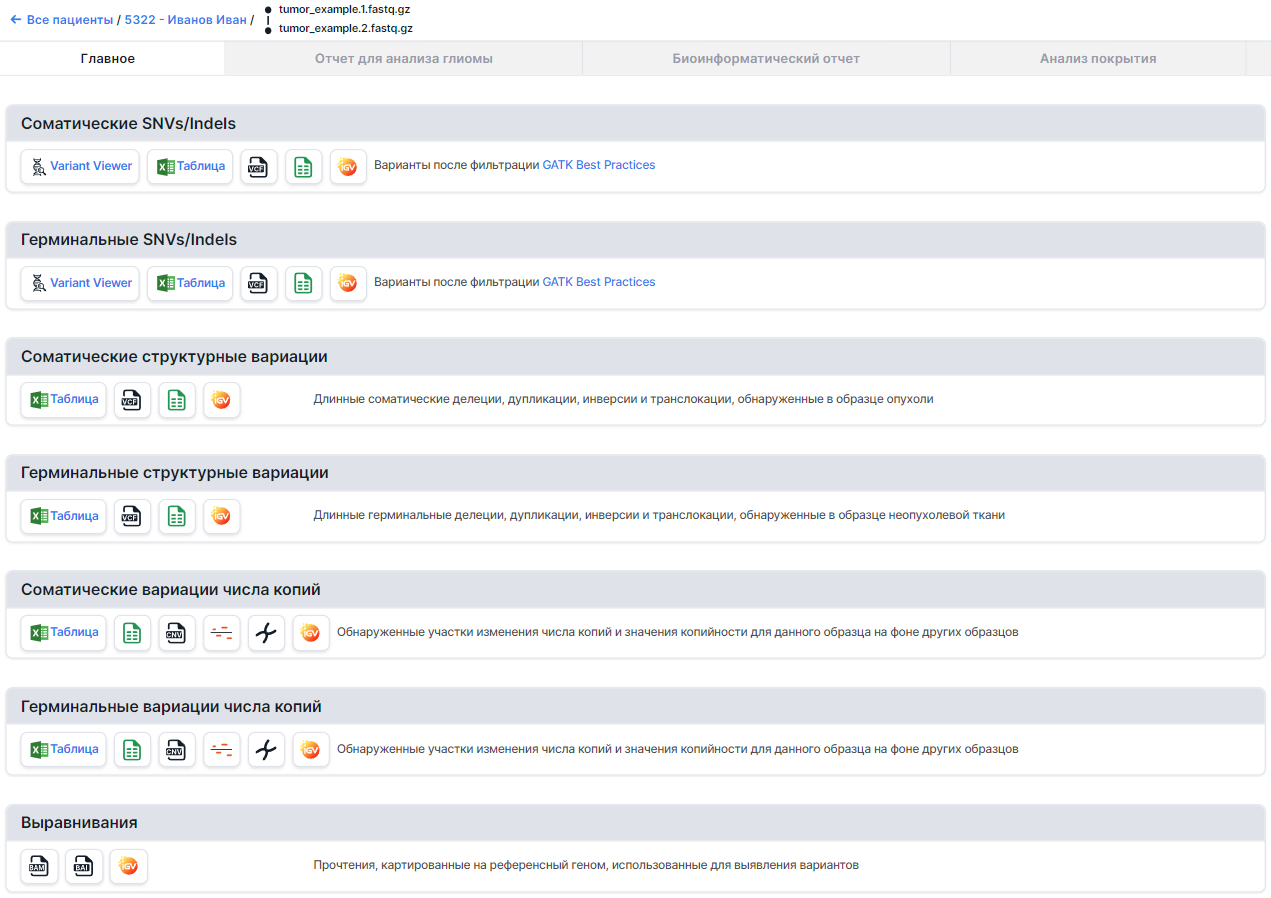 ← Все пациенты / 5322 - Иванов Иван /
tumor_example.1.fastq.gz
tumor_example.2.fastq.gz
Главное
Отчет для анализа глиомы
Биоинформатический отчет
Анализ покрытия
Соматические SNVs/Indels
Variant Viewer Таблица VCF IGV Варианты после фильтрации GATK Best Practices
Герминальные SNVs/Indels
Variant Viewer Таблица VCF IGV Варианты после фильтрации GATK Best Practices
Соматические структурные вариации
Таблица VCF IGV Длинные соматические делеции, дупликации, инверсии и транслокации, обнаруженные в образце опухоли
Герминальные структурные вариации
Таблица VCF IGV Длинные герминальные делеции, дупликации, инверсии и транслокации, обнаруженные в образце неопухолевой ткани
Соматические вариации числа копий
Таблица CNV IGV Обнаруженные участки изменения числа копий и значения копийности для данного образца на фоне других образцов
Герминальные вариации числа копий
Таблица CNV IGV Обнаруженные участки изменения числа копий и значения копийности для данного образца на фоне других образцов
Выравнивания
BAM BAI IGV Прочтения, картированные на референсный геном, использованные для выявления вариантов